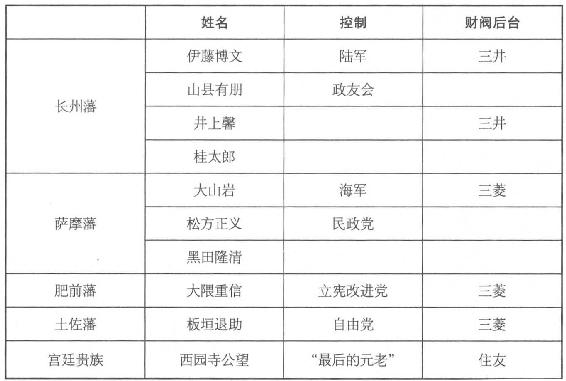 姓名 控制 财阀后台
长州藩 伊藤博文 陆军 三井
山县有朋 政友会
井上馨 三井
桂太郎
萨摩藩 大山岩 海军 三菱
松方正义 民政党
黑田隆清
肥前藩 大隈重信 立宪改进党 三菱
土佐藩 板垣退助 自由党 三菱
宫廷贵族 西园寺公望 “最后的元老” 住友